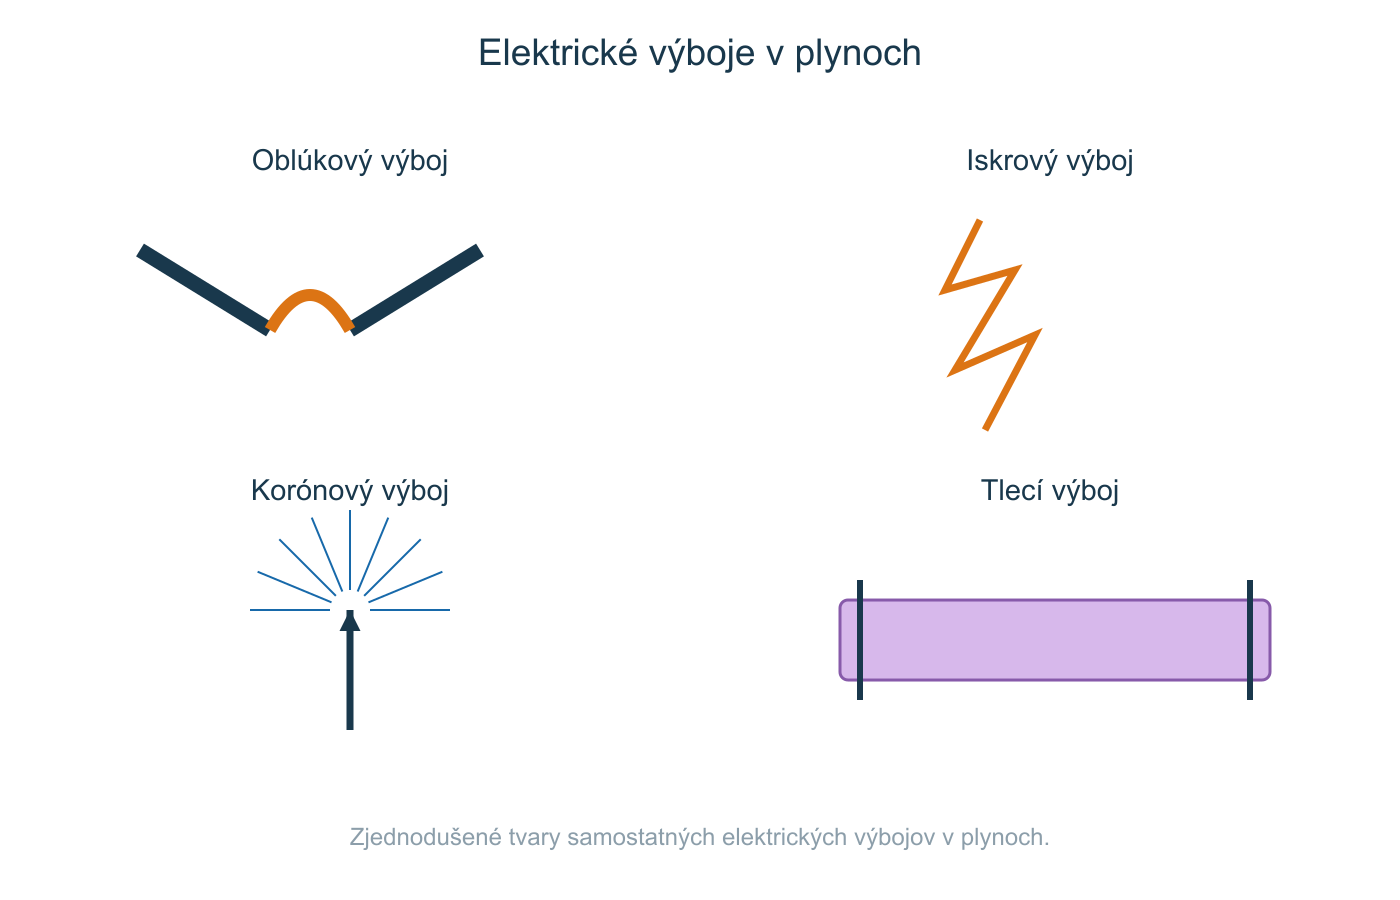 Elektrické výboje v plynoch
Oblúkový výboj
Iskrový výboj
Korónový výboj
Tlecí výboj
Zjednodušené tvary samostatných elektrických výbojov v plynoch.